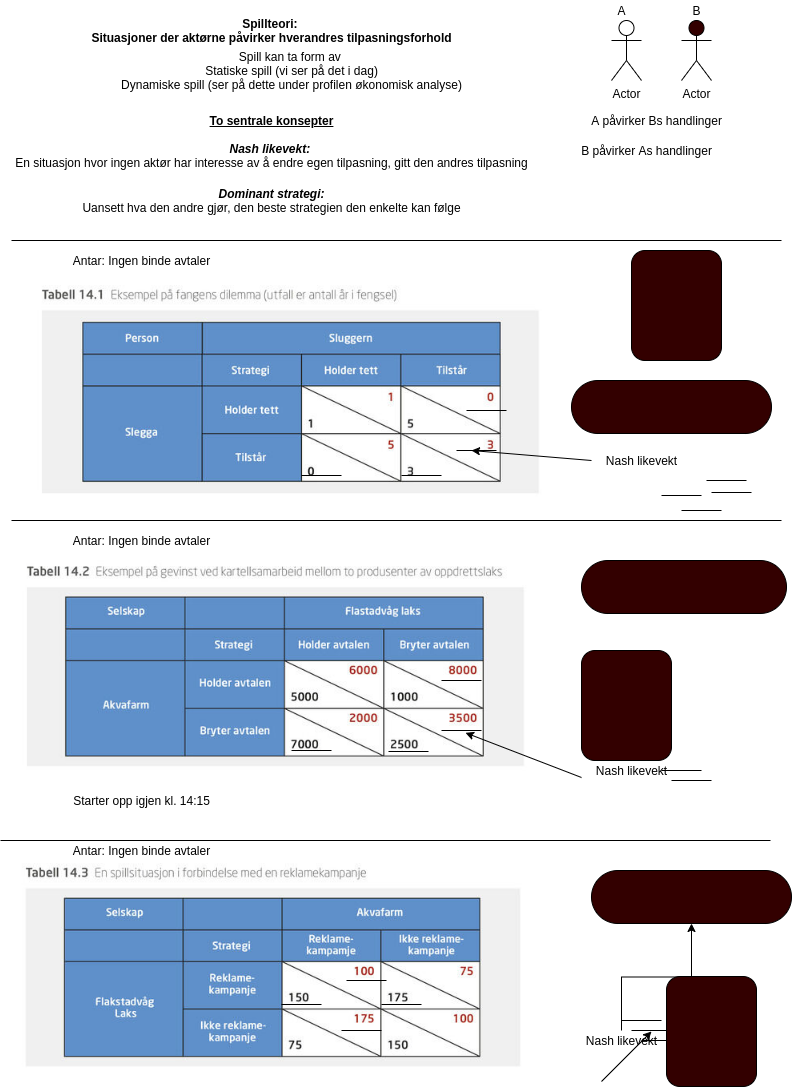 Spillteori:
Situasjoner der aktørne påvirker hverandres tilpasningsforhold
Spill kan ta form av
Statiske spill (vi ser på det i dag)
Dynamiske spill (ser på dette under profilen økonomisk analyse)
A
B
Actor
Actor
To sentrale konsepter
A påvirker Bs handlinger
Nash likevekt:
B påvirker As handlinger
En situasjon hvor ingen aktør har interesse av å endre egen tilpasning, gitt den andres tilpasning
Dominant strategi:
Uansett hva den andre gjør, den beste strategien den enkelte kan følge
Antar: Ingen binde avtaler
Tabell 14.1 Eksempel på fangens dilemma (utfall er antall år i fengsel)
Person Sluggern
Strategi Holder tett Tilstår
Slegga
Holder tett
1 0
1 5
Tilstår
5 3
0 3
Nash likevekt
Antar: Ingen binde avtaler
Tabell 14.2 Eksempel på gevinst ved kartellsamarbeid mellom to produsenter av oppdrettslaks
Selskap Flastadvåg laks
Strategi Holder avtalen Bryter avtalen
Akvafarm
Holder avtalen
6000 8000
5000 1000
Bryter avtalen
2000 3500
7000 2500
Nash likevekt
Starter opp igjen kl. 14:15
Antar: Ingen binde avtaler
Tabell 14.3 En spillsituasjon i forbindelse med en reklamekampanje
Selskap Akvafarm
Strategi
Reklame-
kampamje
Ikke reklame-
kampanje
Flakstadvåg
Laks
Reklame-
kampanje
100 75
150 175
Ikke reklame-
kampanje
175 100
75 150
Nash likevekt